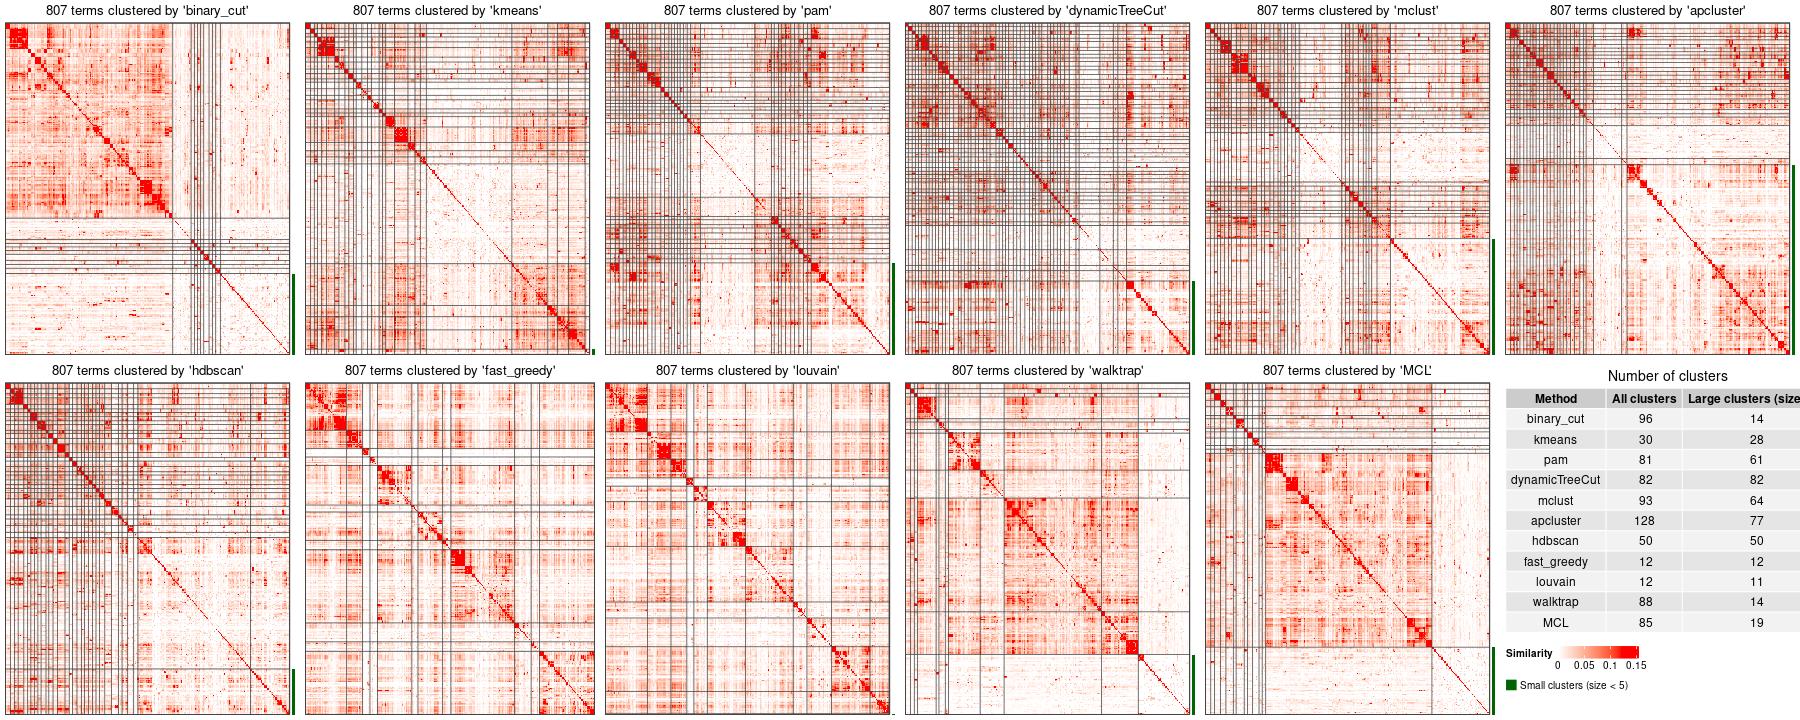 807 terms clustered by 'binary_cut'
807 terms clustered by 'kmeans'
807 terms clustered by 'pam'
807 terms clustered by 'dynamicTreeCut'
807 terms clustered by 'mclust'
807 terms clustered by 'apcluster'
807 terms clustered by 'hdbscan'
807 terms clustered by 'fast_greedy'
807 terms clustered by 'louvain'
807 terms clustered by 'walktrap'
807 terms clustered by 'MCL'
Number of clusters
Method All clusters Large clusters (size
binary_cut 96 14
kmeans 30 28
pam 81 61
dynamicTreeCut 82 82
mclust 93 64
apcluster 128 77
hdbscan 50 50
fast_greedy 12 12
louvain 12 11
walktrap 88 14
MCL 85 19
Similarity
0 0.05 0.1 0.15
Small clusters (size < 5)